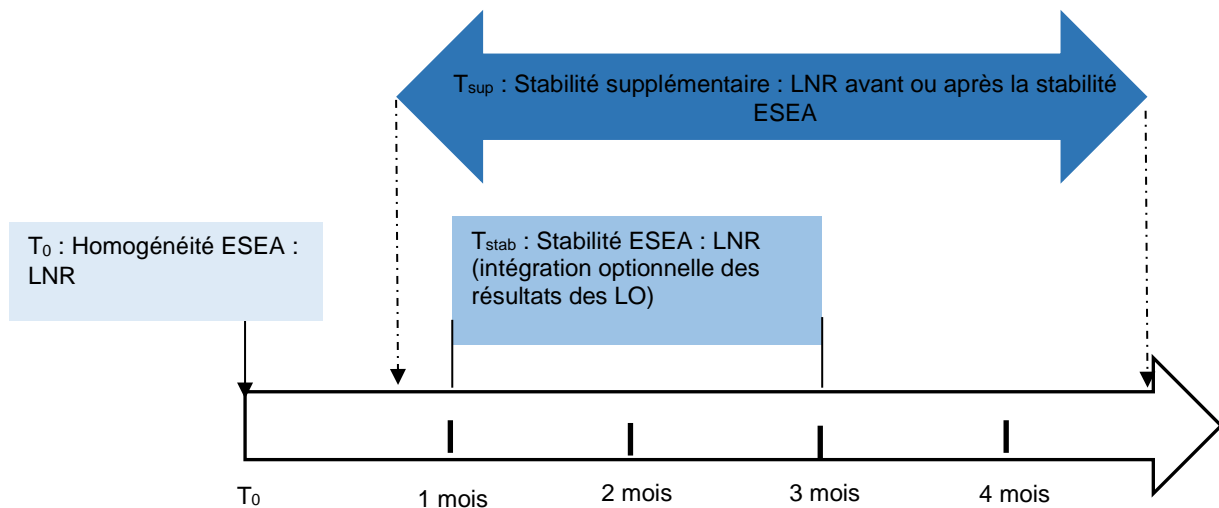 Tsup : Stabilité supplémentaire : LNR avant ou après la stabilité
ESEA
T0 : Homogénéité ESEA :
LNR
Tstab : Stabilité ESEA : LNR
(intégration optionnelle des
résultats des LO)
T0
1 mois
2 mois
3 mois
4 mois